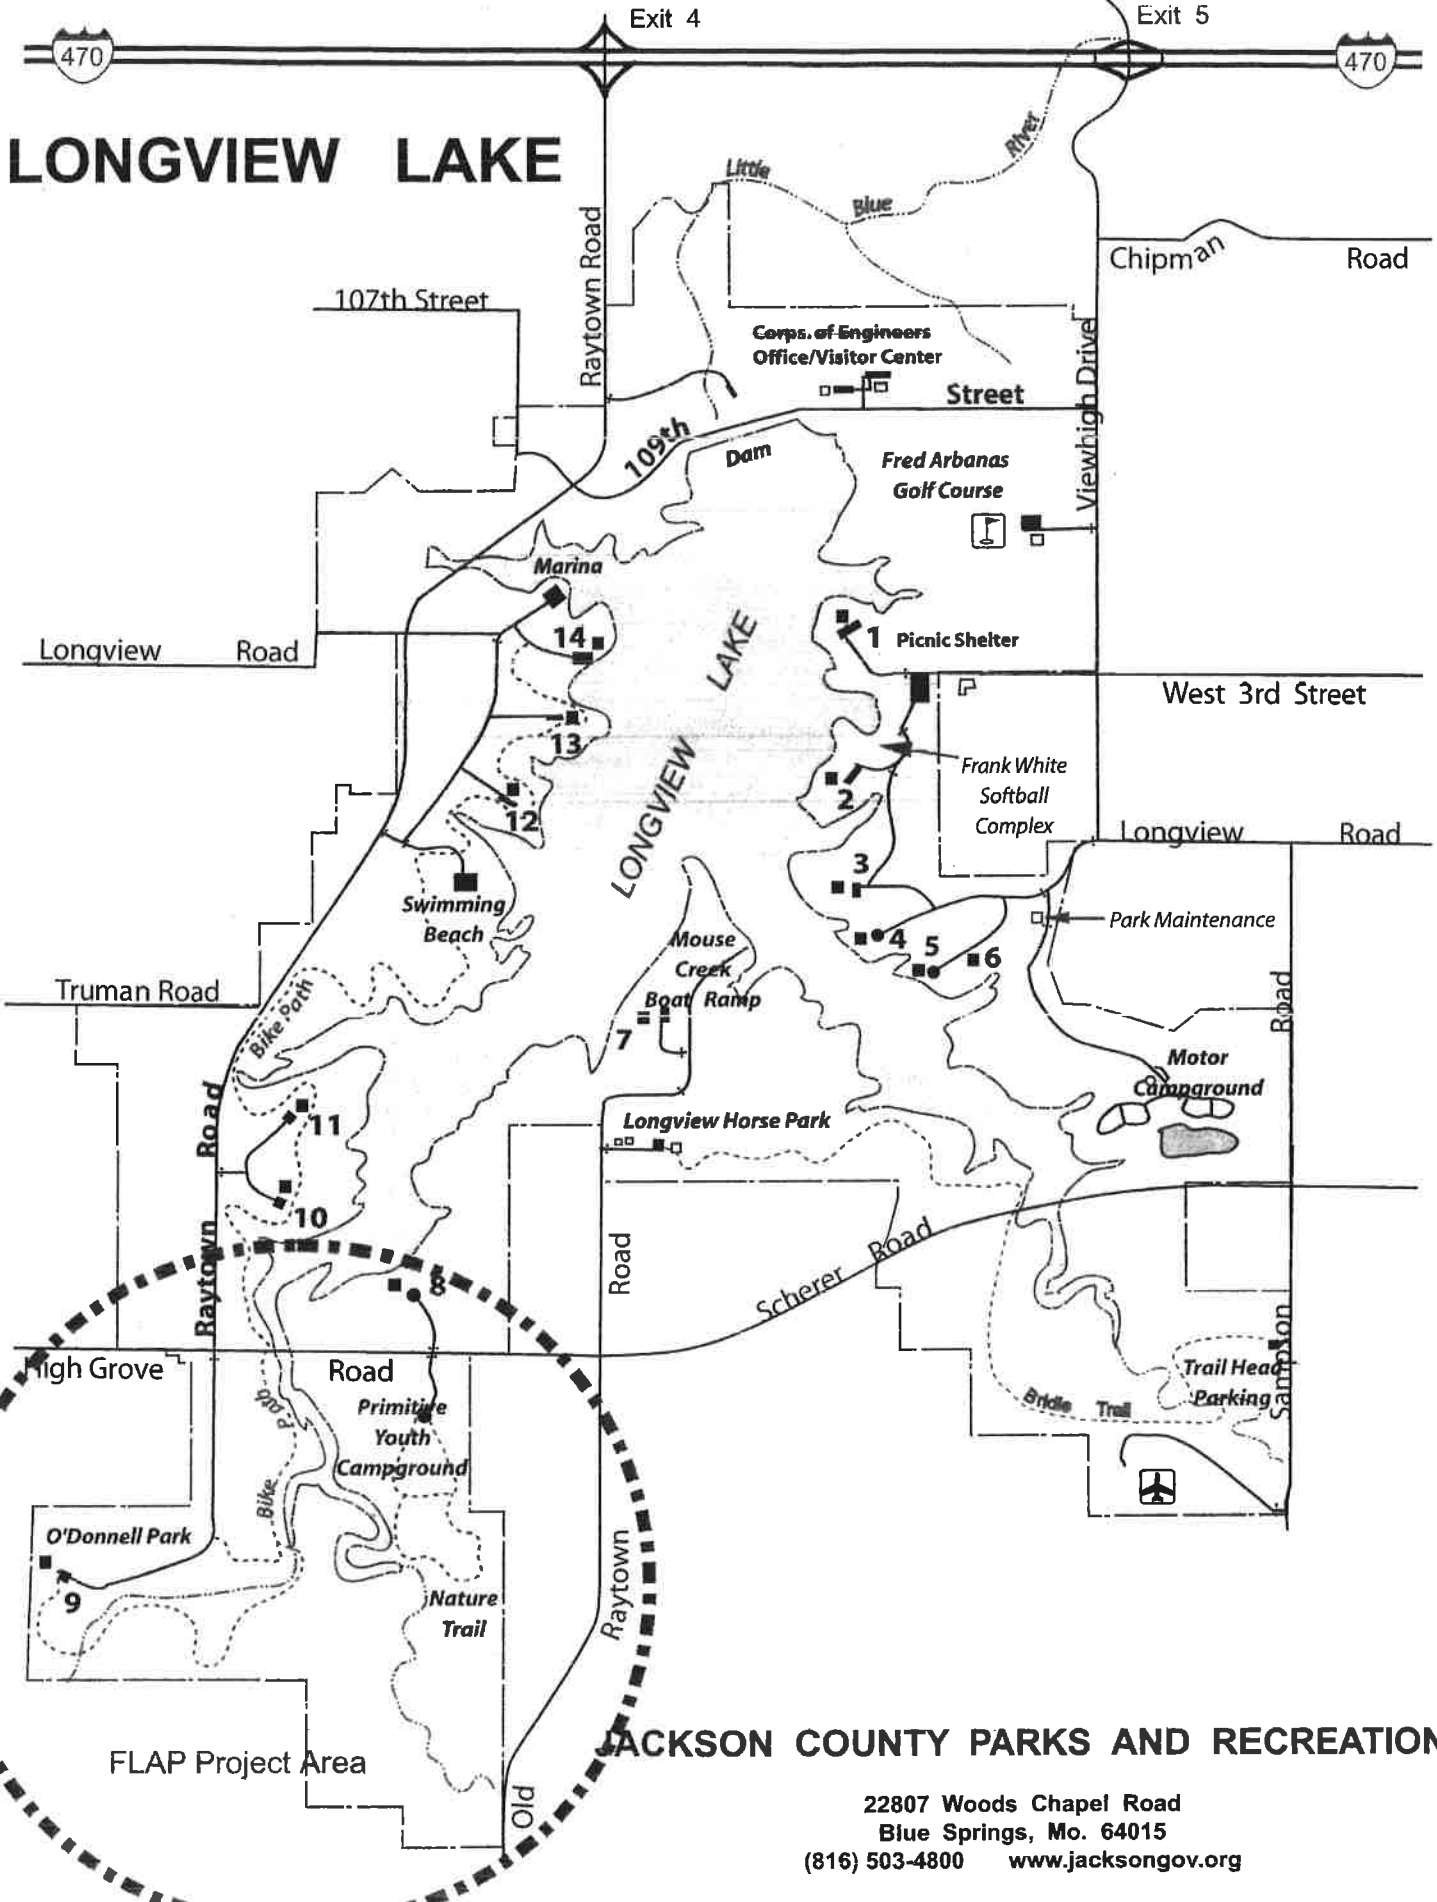 Exit 4
Exit 5
470
470
LONGVIEW LAKE
River
Little
Blue
Raytown Road
Chipman Road
107th Street
Corps. of Engineers
Office/Visitor Center
Viewhigh Drive
109th Street
Dam
Fred Arbanas
Golf Course
Marina
14
1 Picnic Shelter
Longview Road
LONGVIEW LAKE
West 3rd Street
13
Frank White
Softball
Complex
2
12
Longview Road
3
Swimming
Beach
Park Maintenance
4
5
6
Mouse
Creek
Boat Ramp
7
Truman Road
Bike Path
Road
Motor
Campground
Raytown Road
11
Longview Horse Park
10
Road
Scherer Road
8
High Grove Road
Sampson
Trail Head
Parking
Bridle Trail
Primitive
Youth
Campground
Path
Bike
O'Donnell Park
9
Nature
Trail
Raytown
Old
FLAP Project Area
JACKSON COUNTY PARKS AND RECREATION
22807 Woods Chapel Road
Blue Springs, Mo. 64015
(816) 503-4800 www.jacksongov.org